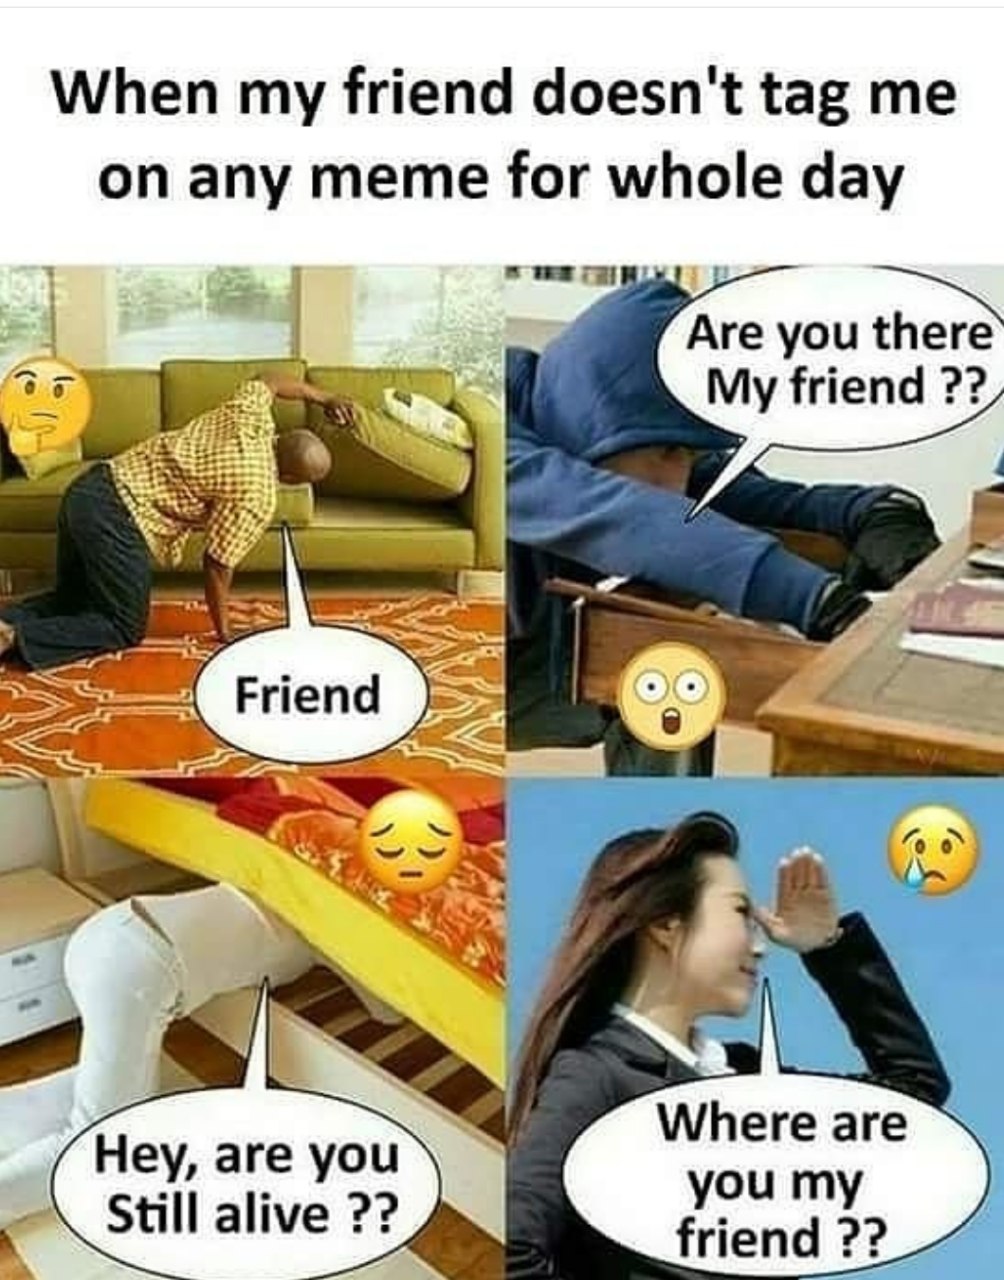 When my friend doesn't tag me
on any meme for whole day
Are you there
My friend ??
Friend
Hey, are you
Still alive ??
Where are
you my
friend ??